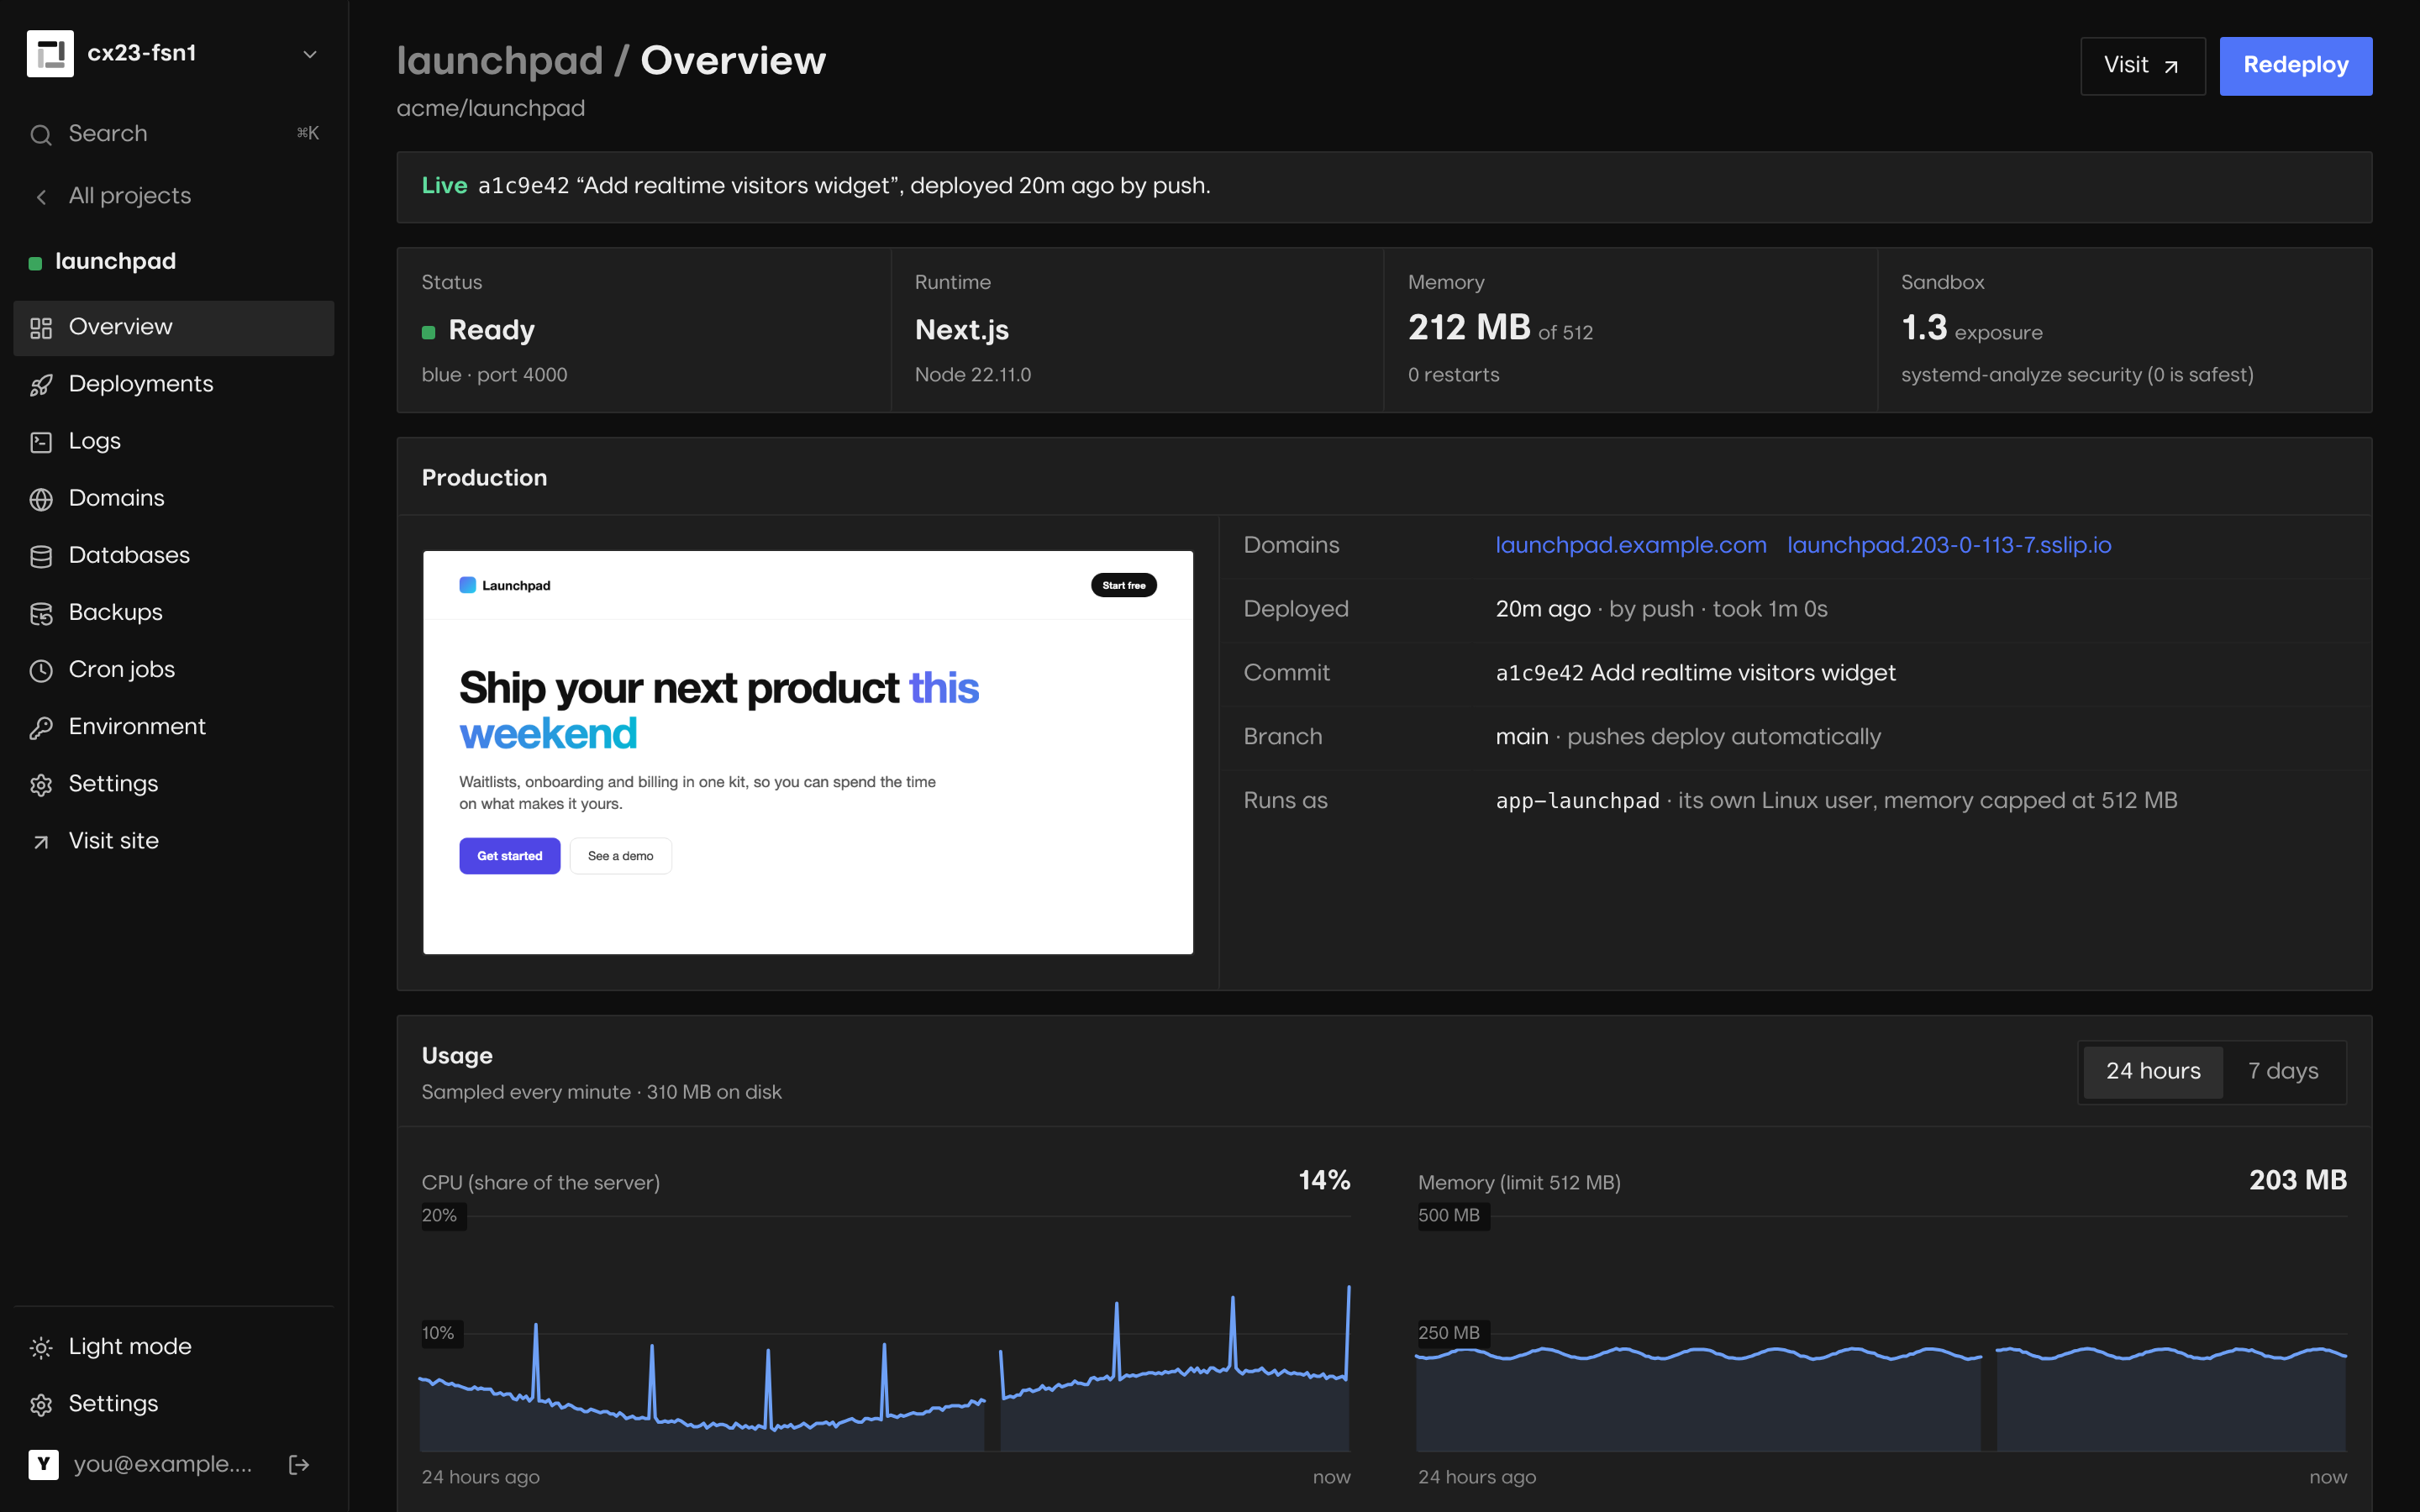 cx23-fsn1
Search ⌘K
All projects
launchpad
Overview
Deployments
Logs
Domains
Databases
Backups
Cron jobs
Environment
Settings
Visit site
Light mode
Settings
Y you@example....
launchpad / Overview
acme/launchpad
Visit
Redeploy
Live a1c9e42 “Add realtime visitors widget”, deployed 20m ago by push.
Status
Ready
blue · port 4000
Runtime
Next.js
Node 22.11.0
Memory
212 MB of 512
0 restarts
Sandbox
1.3 exposure
systemd-analyze security (0 is safest)
Production
Launchpad
Start free
Ship your next product this
weekend
Waitlists, onboarding and billing in one kit, so you can spend the time
on what makes it yours.
Get started
See a demo
Domains launchpad.example.com launchpad.203-0-113-7.sslip.io
Deployed 20m ago · by push · took 1m 0s
Commit a1c9e42 Add realtime visitors widget
Branch main · pushes deploy automatically
Runs as app-launchpad · its own Linux user, memory capped at 512 MB
Usage
Sampled every minute · 310 MB on disk
24 hours
7 days
CPU (share of the server) 14%
20%
10%
24 hours ago now
Memory (limit 512 MB) 203 MB
500 MB
250 MB
24 hours ago now